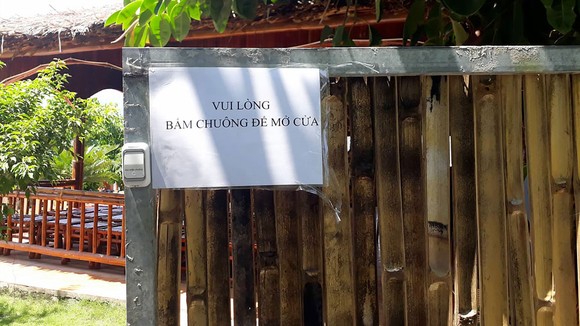 VUI LÒNG
BẤM CHUÔNG ĐỂ MỞ CỬA